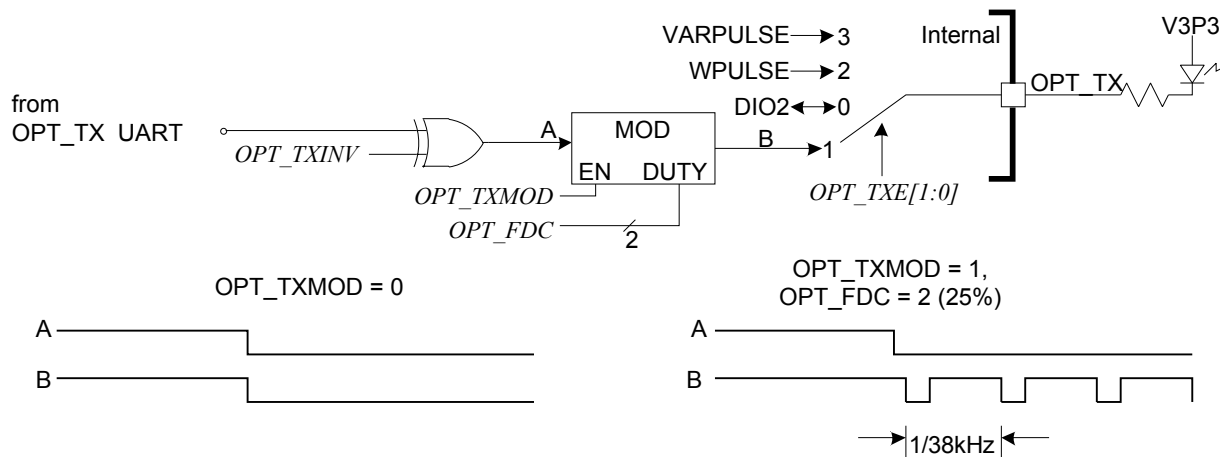 V3P3
VARPULSE 3
Internal
WPULSE 2
OPT_TX
from
OPT_TX UART
DIO2 0
A
MOD
B
1
OPT_TXINV
EN DUTY
OPT_TXMOD
OPT_TXE[1:0]
OPT_FDC
2
OPT_TXMOD = 0
OPT_TXMOD = 1,
OPT_FDC = 2 (25%)
A
B
A
B
1/38kHz